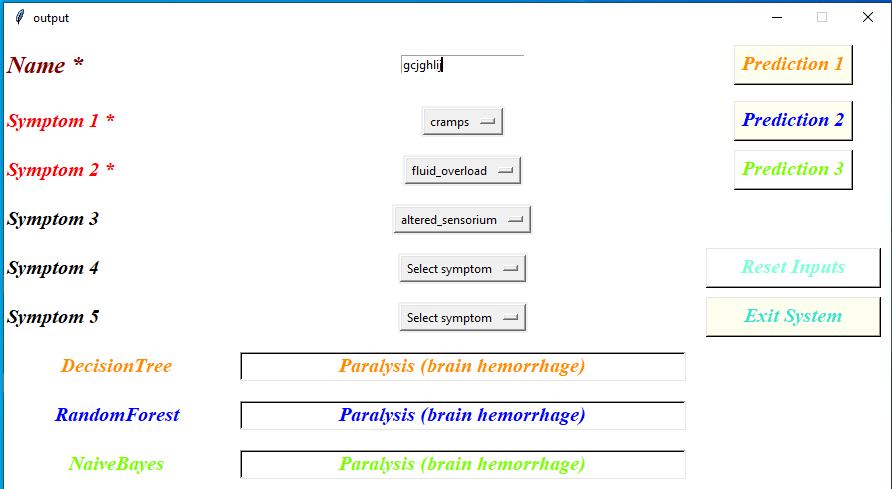 output
Name * gcjghlij Prediction 1
Symptom 1 * cramps Prediction 2
Symptom 2 * fluid_overload Prediction 3
Symptom 3 altered_sensorium
Symptom 4 Select symptom Reset Inputs
Symptom 5 Select symptom Exit System
DecisionTree Paralysis (brain hemorrhage)
RandomForest Paralysis (brain hemorrhage)
NaiveBayes Paralysis (brain hemorrhage)